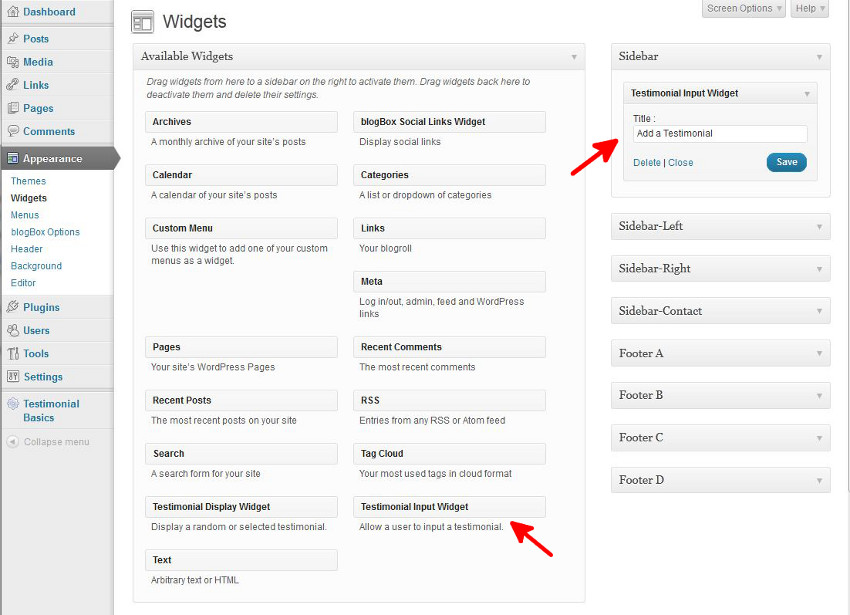 Dashboard
Posts
Media
Links
Pages
Comments
Appearance
Themes
Widgets
Menus
blogBox Options
Header
Background
Editor
Plugins
Users
Tools
Settings
Testimonial
Basics
Collapse menu
Screen Options
Help
Widgets
Available Widgets
Drag widgets from here to a sidebar on the right to activate them. Drag widgets back here to
deactivate them and delete their settings.
Archives
A monthly archive of your site's posts
blogBox Social Links Widget
Display social links
Calendar
A calendar of your site's posts
Categories
A list or dropdown of categories
Custom Menu
Use this widget to add one of your custom
menus as a widget.
Links
Your blogroll
Meta
Log in/out, admin, feed and WordPress
links
Pages
Your site's WordPress Pages
Recent Comments
The most recent comments
Recent Posts
The most recent posts on your site
RSS
Entries from any RSS or Atom feed
Search
A search form for your site
Tag Cloud
Your most used tags in cloud format
Testimonial Display Widget
Display a random or selected testimonial.
Testimonial Input Widget
Allow a user to input a testimonial.
Text
Arbitrary text or HTML
Sidebar
Testimonial Input Widget
Title :
Add a Testimonial
Delete | Close
Save
Sidebar-Left
Sidebar-Right
Sidebar-Contact
Footer A
Footer B
Footer C
Footer D